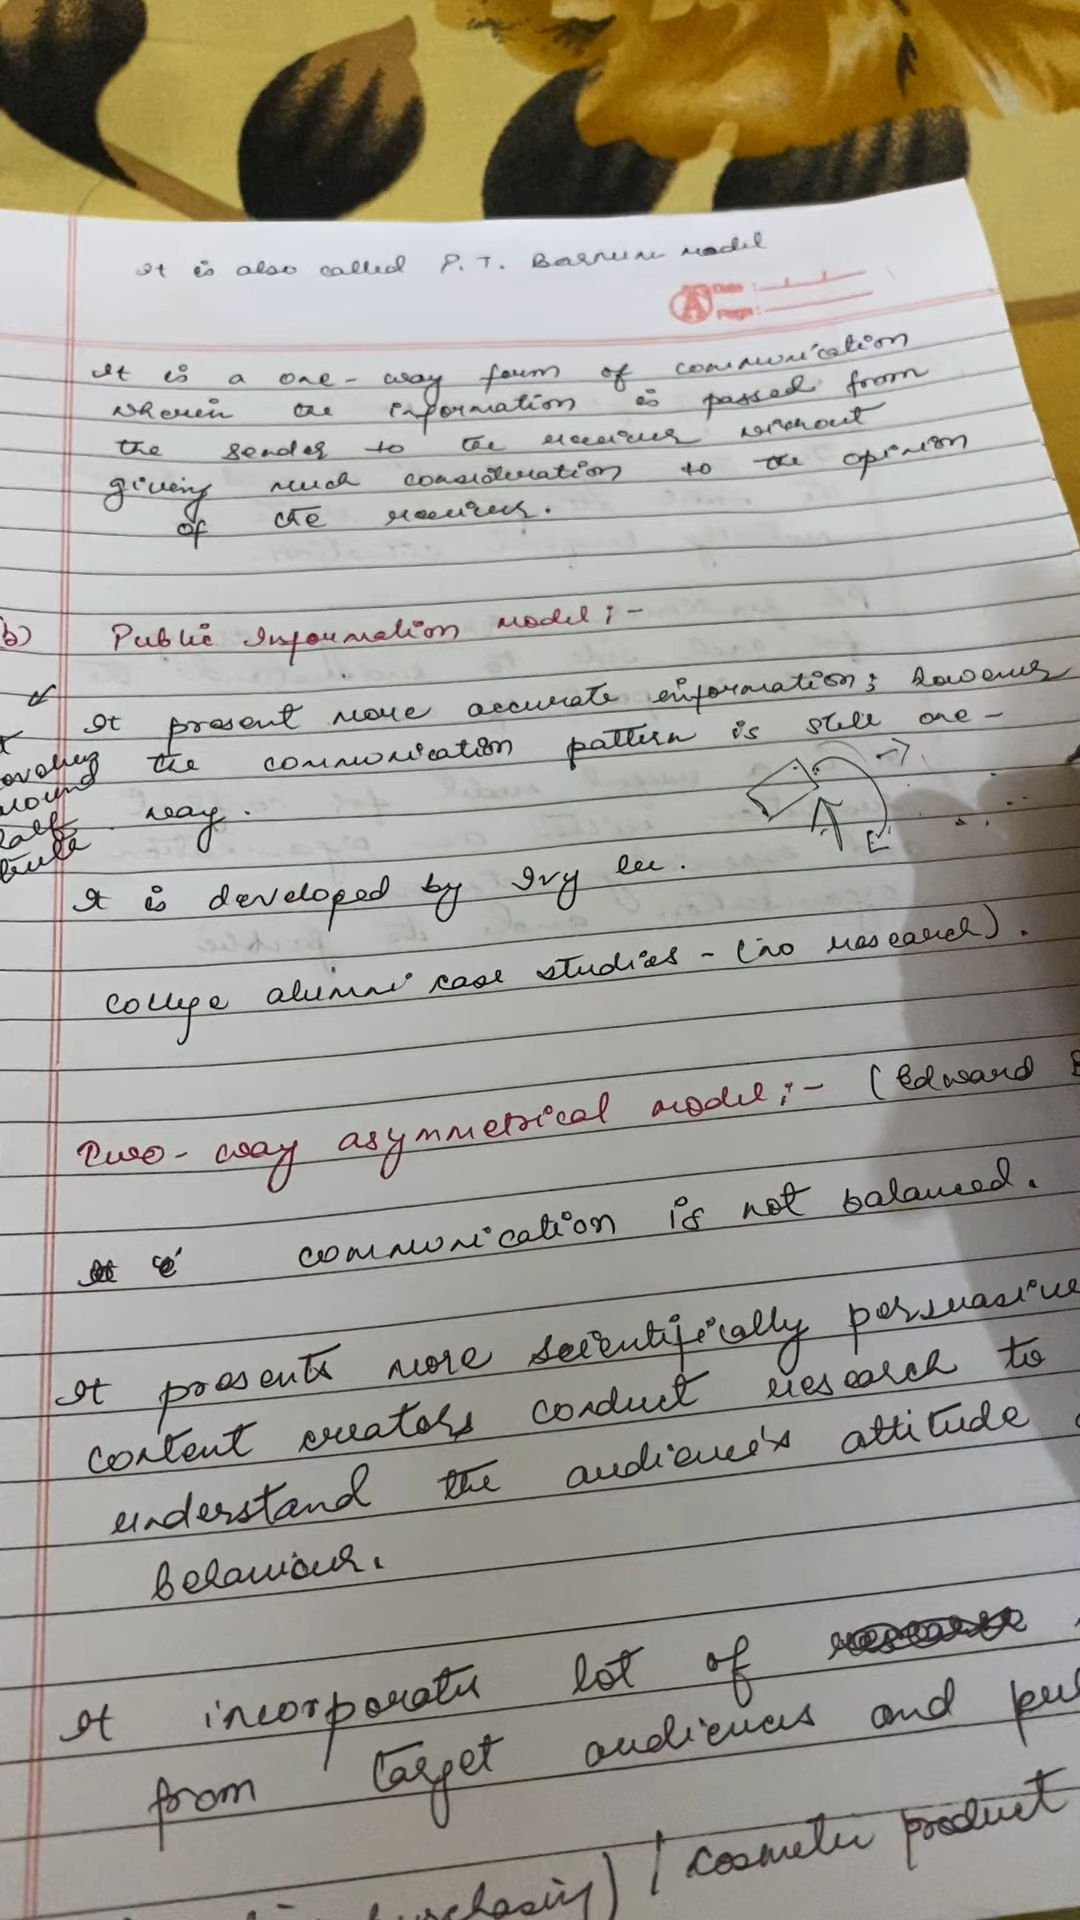 It is also called P. T. Barnum model
Date :
Page :
It is a one-way form of communication
wherein the information is passed from
the sender to the receiver without
giving much consideration to the opinion
of the receiver.
b) Public Information model ; -
It present more accurate information ; however
the communication pattern is still one -
way.
around
half
It is developed by Ivy lee .
college alumni case studies - (no research) .
Two - way asymmetrical model ; - ( Edward
communication is not balanced .
It presents more scientifically persuasive
content creators conduct research to
understand the audience's attitude
behaviour .
It incorporate lot of
from target audiences and
purchasing) / cosmetic product